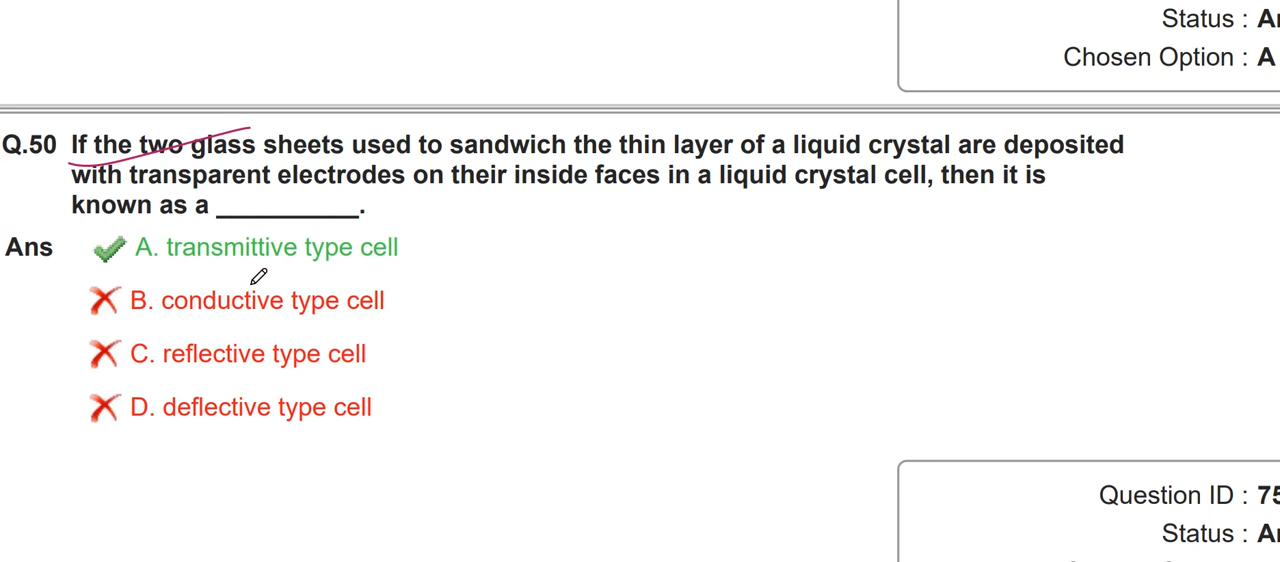 Status : A
Chosen Option : A
Q.50 If the two glass sheets used to sandwich the thin layer of a liquid crystal are deposited
with transparent electrodes on their inside faces in a liquid crystal cell, then it is
known as a __________.
Ans A. transmittive type cell
B. conductive type cell
C. reflective type cell
D. deflective type cell
Question ID : 75
Status : A